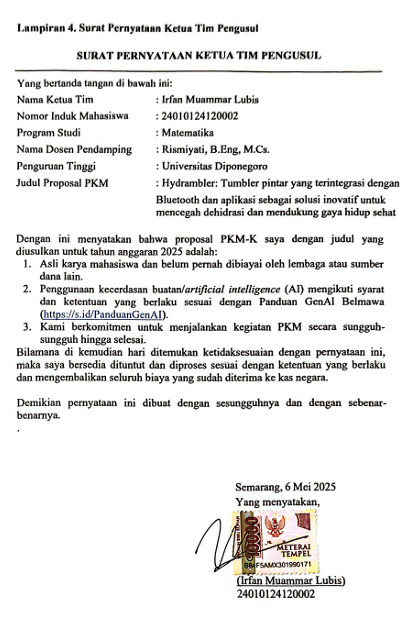 Lampiran 4. Surat Pernyataan Ketua Tim Pengusul
SURAT PERNYATAAN KETUA TIM PENGUSUL
Yang bertanda tangan di bawah ini:
Nama Ketua Tim : Irfan Muammar Lubis
Nomor Induk Mahasiswa : 24010124120002
Program Studi : Matematika
Nama Dosen Pendamping : Rismiyati, B.Eng, M.Cs.
Penguruan Tinggi : Universitas Diponegoro
Judul Proposal PKM : Hydrambler: Tumbler pintar yang terintegrasi dengan
Bluetooth dan aplikasi sebagai solusi inovatif untuk
mencegah dehidrasi dan mendukung gaya hidup sehat
Dengan ini menyatakan bahwa proposal PKM-K saya dengan judul yang
diusulkan untuk tahun anggaran 2025 adalah:
1. Asli karya mahasiswa dan belum pernah dibiayai oleh lembaga atau sumber
dana lain.
2. Penggunaan kecerdasan buatan/artificial intelligence (AI) mengikuti syarat
dan ketentuan yang berlaku sesuai dengan Panduan GenAI Belmawa
(https://s.id/PanduanGenAI).
3. Kami berkomitmen untuk menjalankan kegiatan PKM secara sungguh-
sungguh hingga selesai.
Bilamana di kemudian hari ditemukan ketidaksesuaian dengan pernyataan ini,
maka saya bersedia dituntut dan diproses sesuai dengan ketentuan yang berlaku
dan mengembalikan seluruh biaya yang sudah diterima ke kas negara.
Demikian pernyataan ini dibuat dengan sesungguhnya dan dengan sebenar-
benarnya.
.
Semarang, 6 Mei 2025
Yang menyatakan,
10000
METERAI
TEMPEL
B84F5AMX301990171
(Irfan Muammar Lubis)
24010124120002